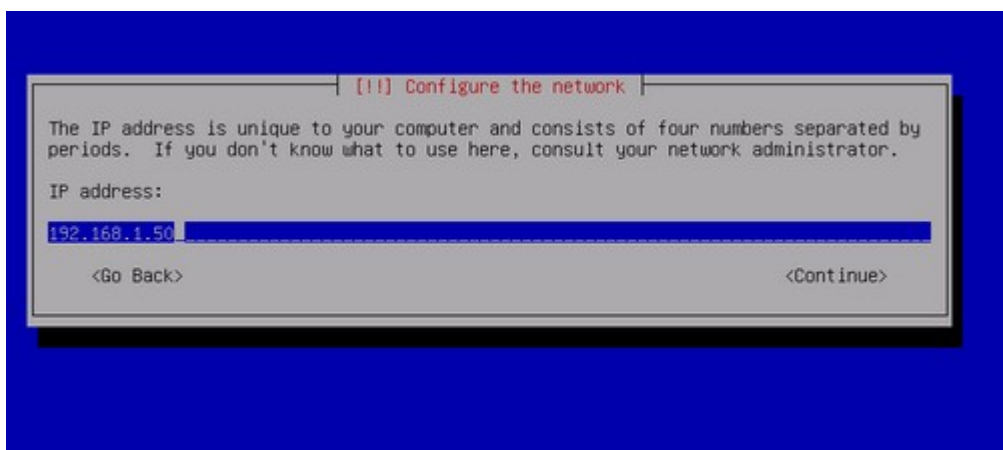 [!!] Configure the network
The IP address is unique to your computer and consists of four numbers separated by
periods.  If you don't know what to use here, consult your network administrator.
IP address:
192.168.1.50
<Go Back> <Continue>